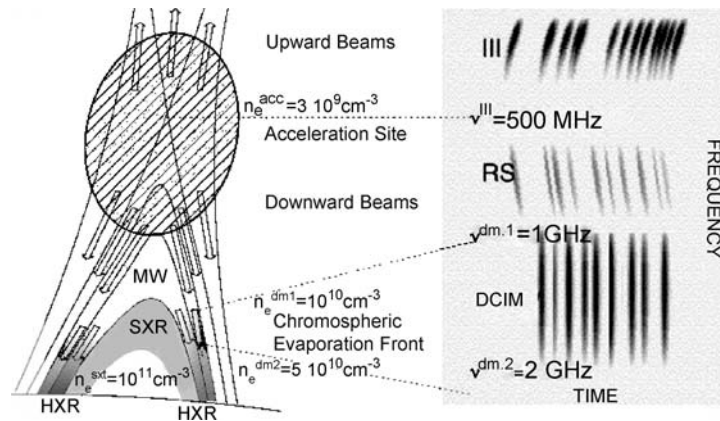 Upward Beams
n_e^acc=3 10^9cm^-3
Acceleration Site
Downward Beams
MW
n_e^dm1=10^10cm^-3
SXR
Chromospheric
Evaporation Front
n_e^sxt=10^11cm^-3
n_e^dm2=5 10^10cm^-3
HXR
HXR
III
ν^III=500 MHz
RS
ν^dm.1=1GHz
DCIM
ν^dm.2=2 GHz
TIME
FREQUENCY